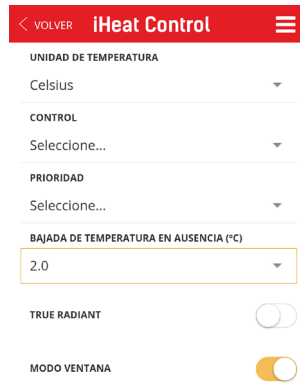 VOLVER iHeat Control
UNIDAD DE TEMPERATURA
Celsius
CONTROL
Seleccione...
PRIORIDAD
Seleccione...
BAJADA DE TEMPERATURA EN AUSENCIA (ºC)
2.0
TRUE RADIANT
MODO VENTANA